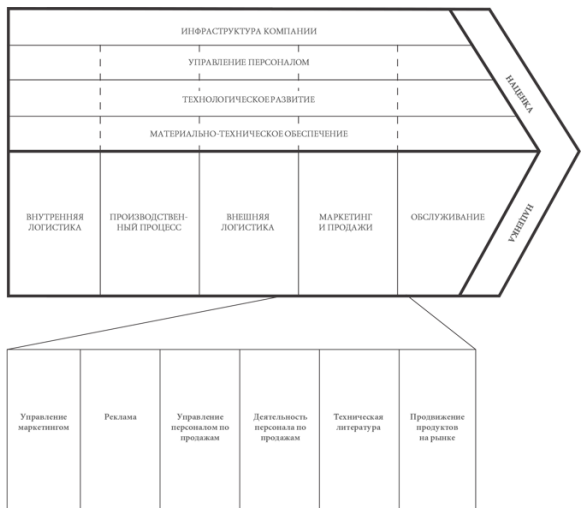 ИНФРАСТРУКТУРА КОМПАНИИ
УПРАВЛЕНИЕ ПЕРСОНАЛОМ
ТЕХНОЛОГИЧЕСКОЕ РАЗВИТИЕ
МАТЕРИАЛЬНО-ТЕХНИЧЕСКОЕ ОБЕСПЕЧЕНИЕ
НАЦЕНКА
ВНУТРЕННЯЯ
ЛОГИСТИКА
ПРОИЗВОДСТВЕН-
НЫЙ ПРОЦЕСС
ВНЕШНЯЯ
ЛОГИСТИКА
МАРКЕТИНГ
И ПРОДАЖИ
ОБСЛУЖИВАНИЕ
НАЦЕНКА
Управление
маркетингом
Реклама
Управление
персоналом по
продажам
Деятельность
персонала по
продажам
Техническая
литература
Продвижение
продуктов
на рынке